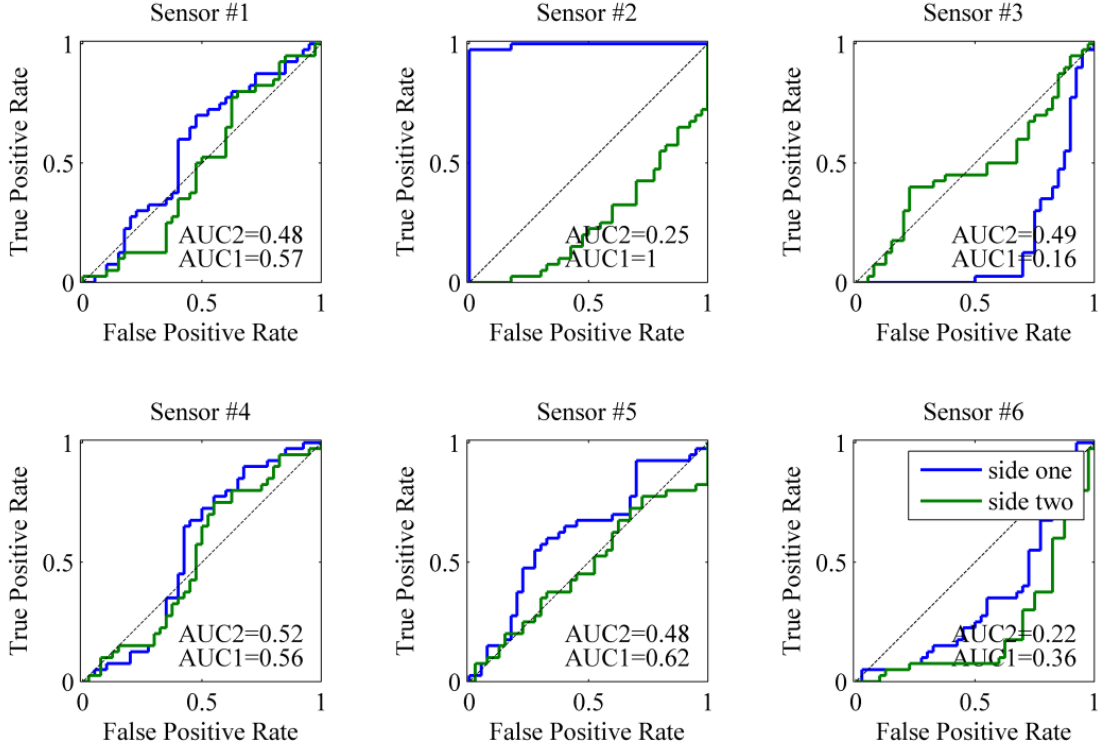 Sensor #1
True Positive Rate
1
0.5
0
AUC2=0.48
AUC1=0.57
0 0.5 1
False Positive Rate
Sensor #2
True Positive Rate
1
0.5
0
AUC2=0.25
AUC1=1
0 0.5 1
False Positive Rate
Sensor #3
True Positive Rate
1
0.5
0
AUC2=0.49
AUC1=0.16
0 0.5 1
False Positive Rate
Sensor #4
True Positive Rate
1
0.5
0
AUC2=0.52
AUC1=0.56
0 0.5 1
False Positive Rate
Sensor #5
True Positive Rate
1
0.5
0
AUC2=0.48
AUC1=0.62
0 0.5 1
False Positive Rate
Sensor #6
True Positive Rate
1
side one
side two
0.5
0
AUC2=0.22
AUC1=0.36
0 0.5 1
False Positive Rate